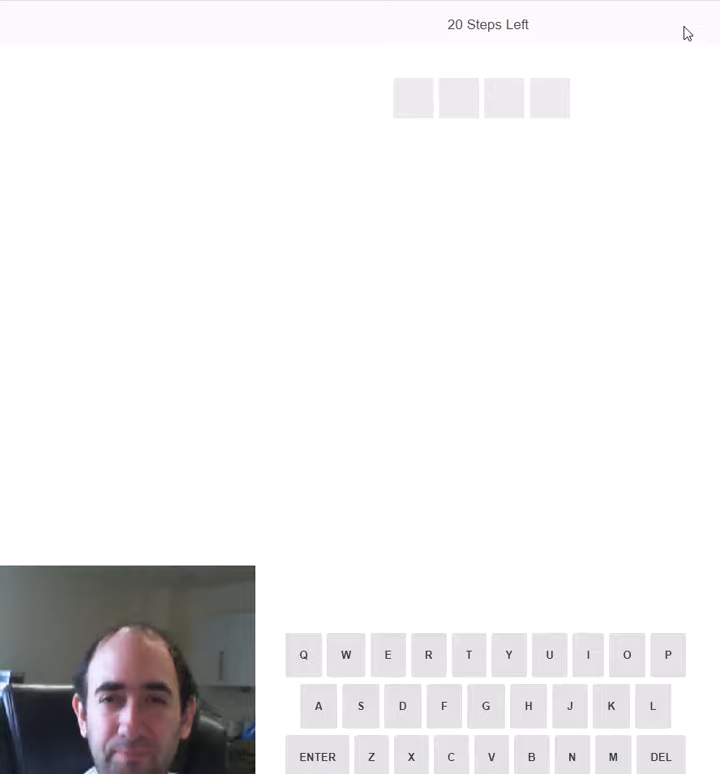 20 Steps Left
Q W E R T Y U I O P
A S D F G H J K L
ENTER Z X C V B N M DEL